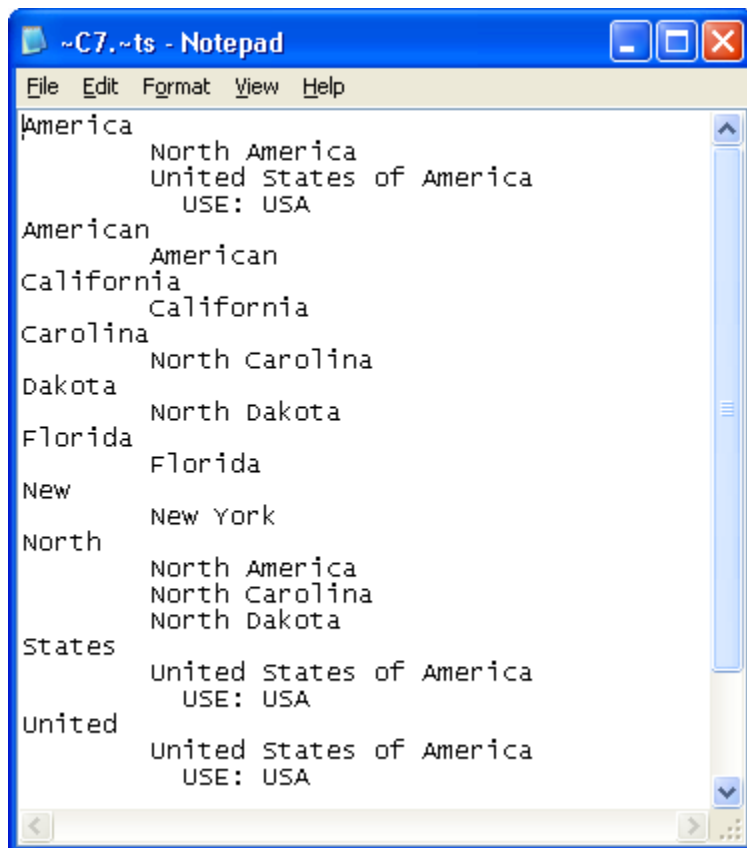 ~C7.~ts - Notepad
File Edit Format View Help
America
North America
United States of America
USE: USA
American
American
California
California
Carolina
North Carolina
Dakota
North Dakota
Florida
Florida
New
New York
North
North America
North Carolina
North Dakota
States
United States of America
USE: USA
United
United States of America
USE: USA